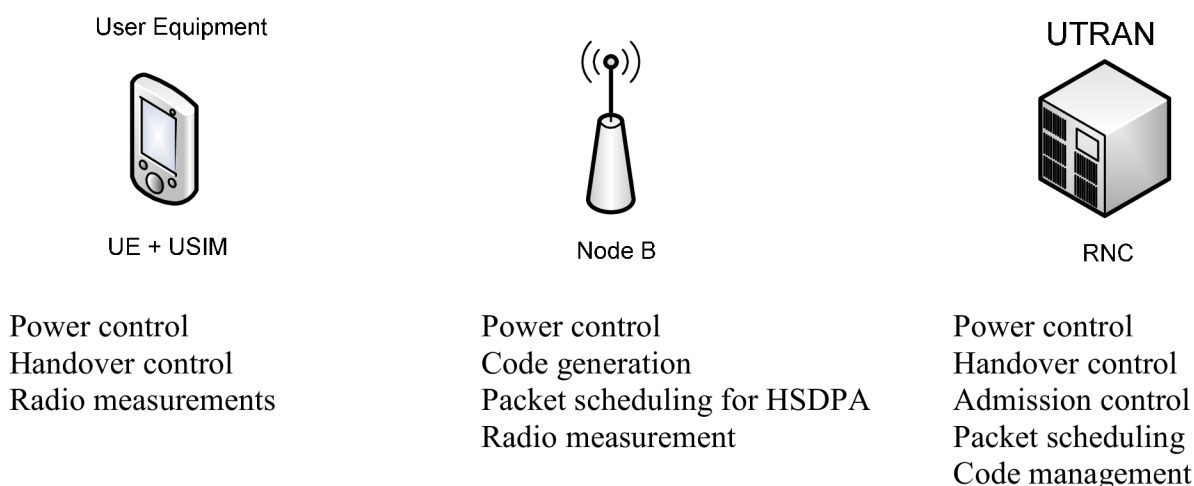 User Equipment
UE + USIM
Power control
Handover control
Radio measurements
Node B
Power control
Code generation
Packet scheduling for HSDPA
Radio measurement
UTRAN
RNC
Power control
Handover control
Admission control
Packet scheduling
Code management